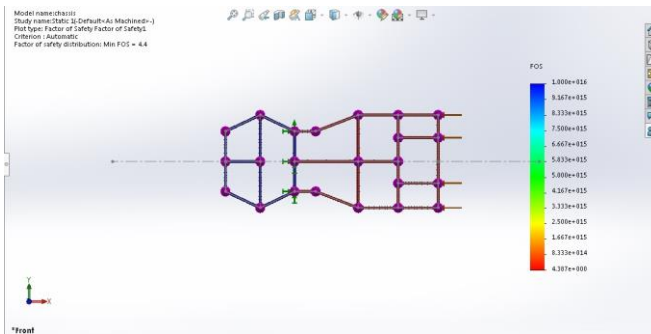 Model name:chassis
Study name:Static 1(-Default<As Machined>-)
Plot type: Factor of Safety Factor of Safety1
Criterion : Automatic
Factor of safety distribution: Min FOS = 4.4
FOS
1.000e+016
9.167e+015
8.333e+015
7.500e+015
6.667e+015
5.833e+015
5.000e+015
4.167e+015
3.333e+015
2.500e+015
1.667e+015
8.333e+014
4.387e+000
Y
X
*Front